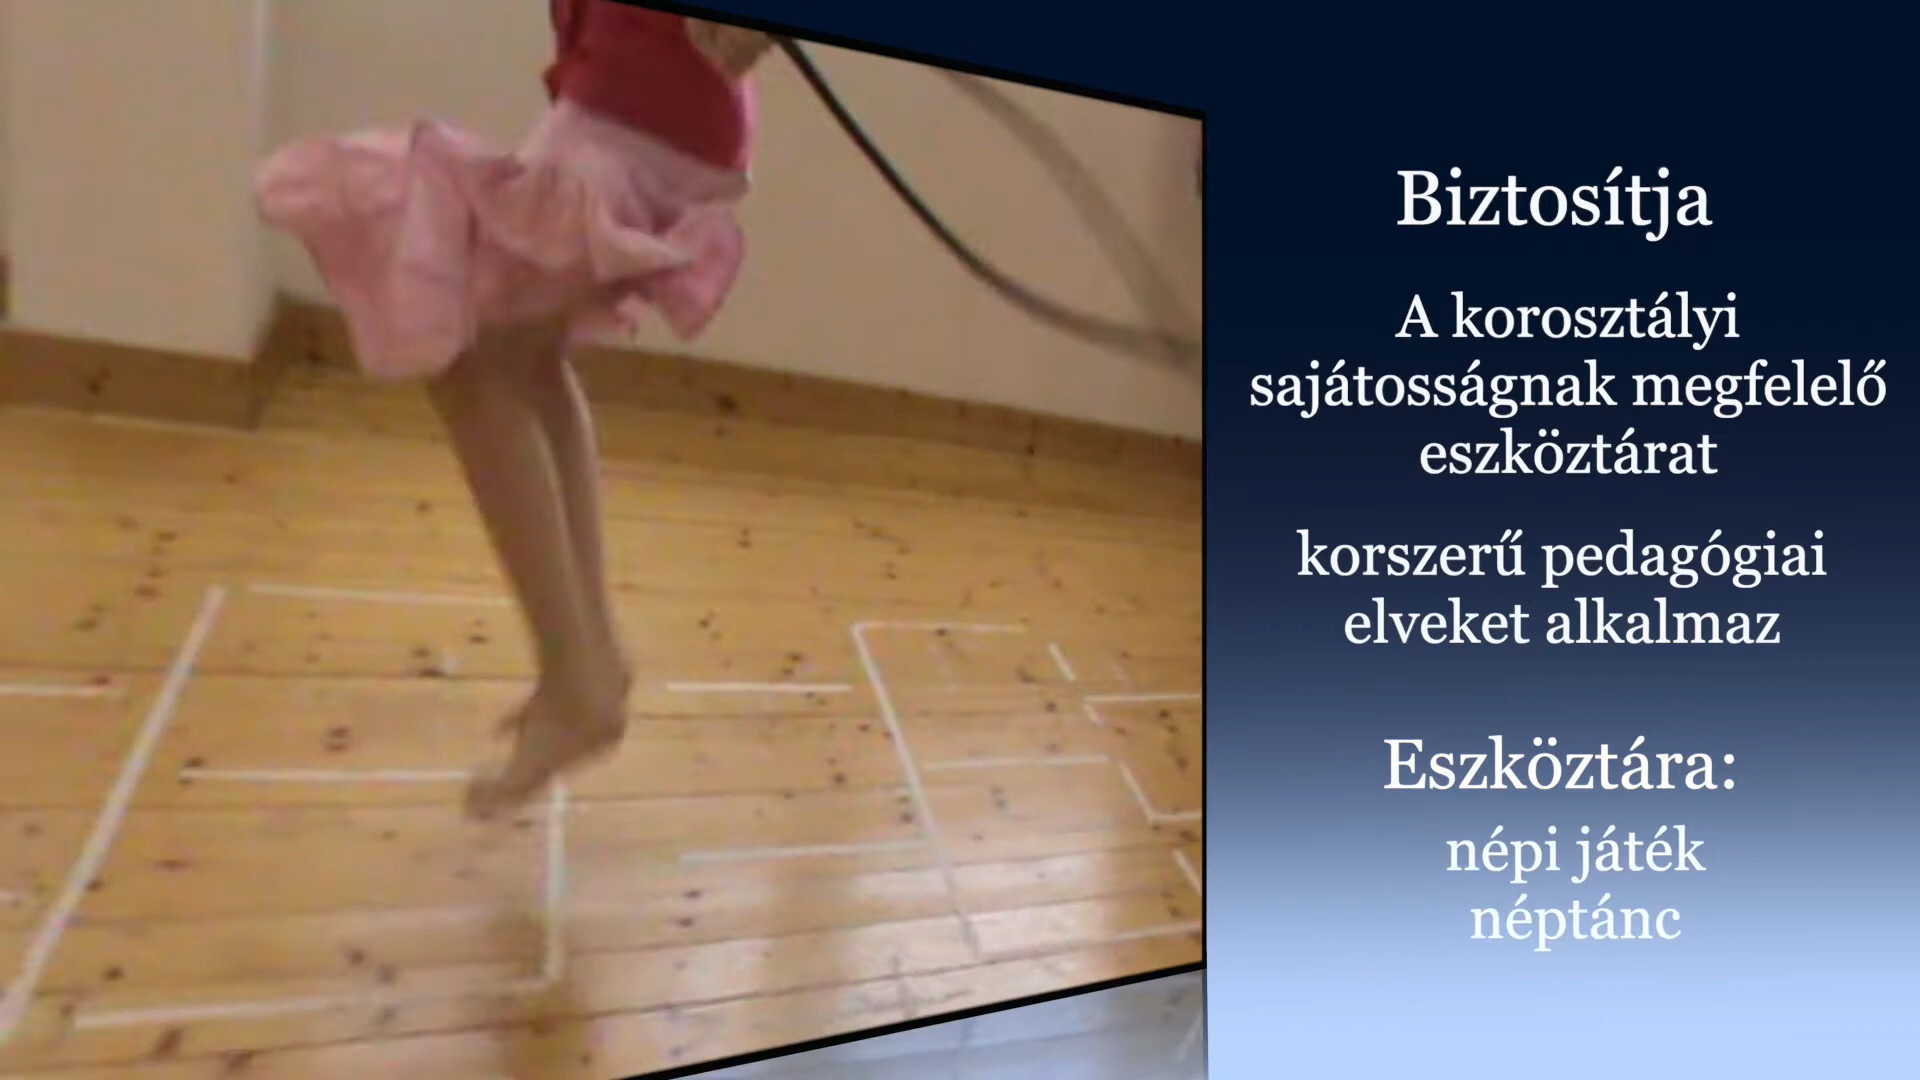 Biztosítja
A korosztályi
sajátosságnak megfelelő
eszköztárat
korszerű pedagógiai
elveket alkalmaz
Eszköztára:
népi játék
néptánc